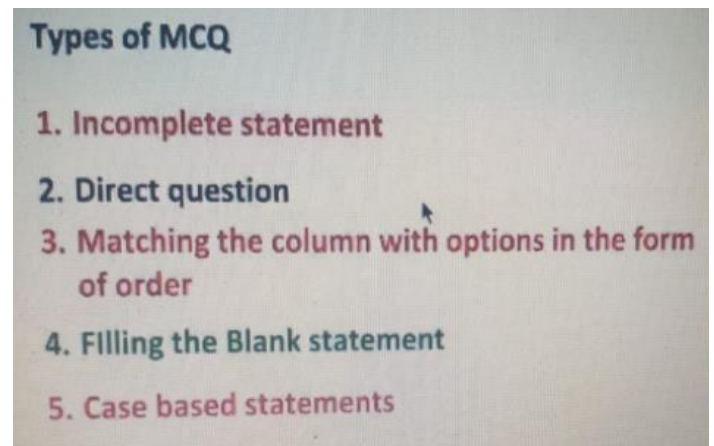 Types of MCQ
1. Incomplete statement
2. Direct question
3. Matching the column with options in the form
of order
4. FIlling the Blank statement
5. Case based statements